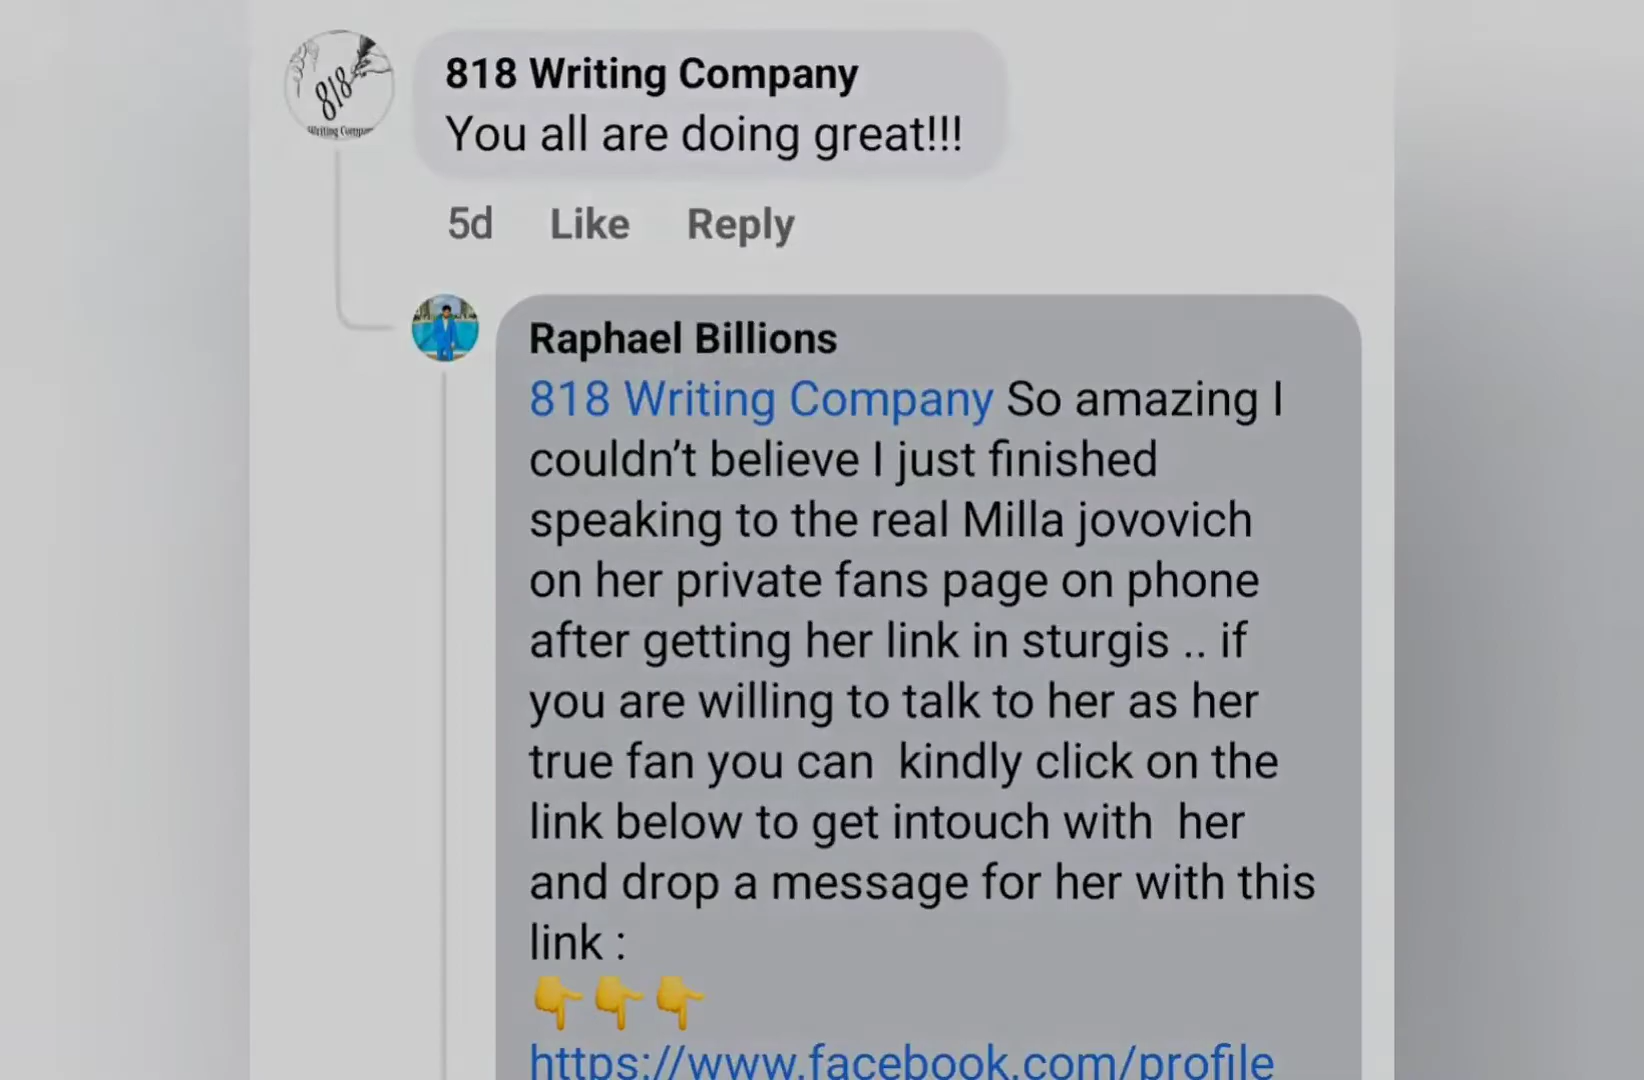 818
Writing Compan
818 Writing Company
You all are doing great!!!
5d Like Reply
Raphael Billions
818 Writing Company So amazing I
couldn’t believe I just finished
speaking to the real Milla jovovich
on her private fans page on phone
after getting her link in sturgis .. if
you are willing to talk to her as her
true fan you can  kindly click on the
link below to get intouch with  her
and drop a message for her with this
link :
👇👇👇
https://www.facebook.com/profile